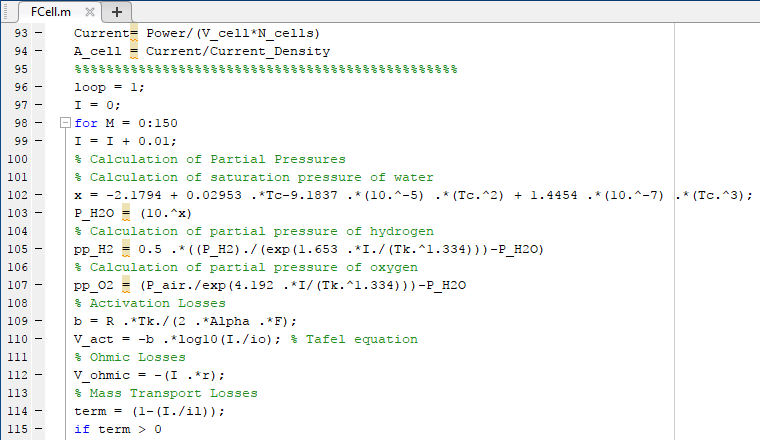 FCell.m × +
93 – Current= Power/(V_cell*N_cells)
94 – A_cell = Current/Current_Density
95 %%%%%%%%%%%%%%%%%%%%%%%%%%%%%%%%%%%%%%%%%%%%%%%%
96 – loop = 1;
97 – I = 0;
98 – for M = 0:150
99 – I = I + 0.01;
100 % Calculation of Partial Pressures
101 % Calculation of saturation pressure of water
102 – x = -2.1794 + 0.02953 .*Tc-9.1837 .*(10.^-5) .*(Tc.^2) + 1.4454 .*(10.^-7) .*(Tc.^3);
103 – P_H2O = (10.^x)
104 % Calculation of partial pressure of hydrogen
105 – pp_H2 = 0.5 .*((P_H2)./(exp(1.653 .*I./(Tk.^1.334)))-P_H2O)
106 % Calculation of partial pressure of oxygen
107 – pp_O2 = (P_air./exp(4.192 .*I/(Tk.^1.334)))-P_H2O
108 % Activation Losses
109 – b = R .*Tk./(2 .*Alpha .*F);
110 – V_act = -b .*log10(I./io); % Tafel equation
111 % Ohmic Losses
112 – V_ohmic = -(I .*r);
113 % Mass Transport Losses
114 – term = (1-(I./il));
115 – if term > 0